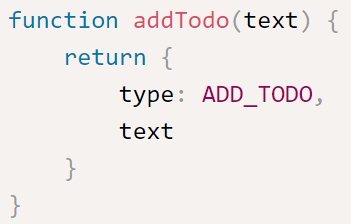 function addTodo(text) {
    return {
        type: ADD_TODO,
        text
    }
}